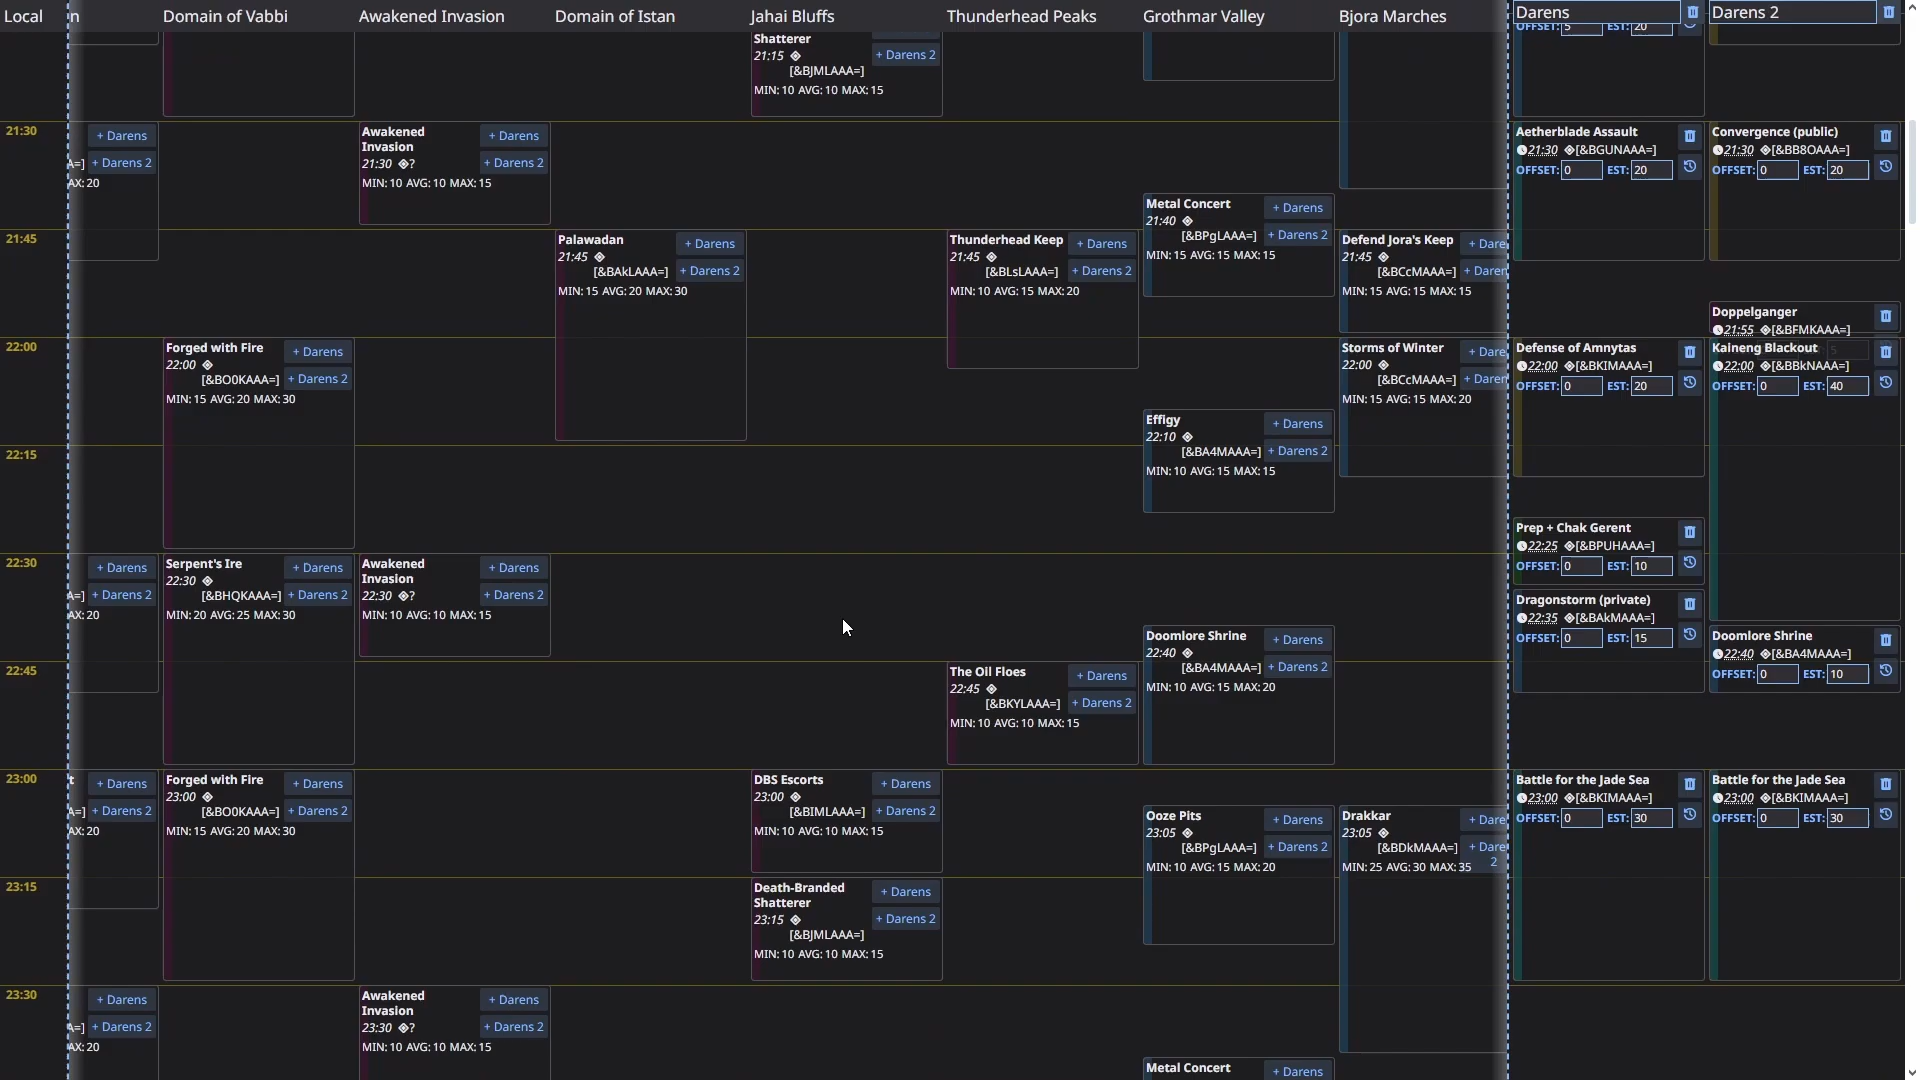 Local
n
Domain of Vabbi
Awakened Invasion
Domain of Istan
Jahai Bluffs
Thunderhead Peaks
Grothmar Valley
Bjora Marches
Darens
Darens 2
21:30
21:45
22:00
22:15
22:30
22:45
23:00
23:15
23:30
+ Darens
A=] + Darens 2
AX: 20
+ Darens
A=] + Darens 2
AX: 20
t + Darens
A=] + Darens 2
AX: 20
+ Darens
A=] + Darens 2
AX: 20
Forged with Fire + Darens
22:00
[&BO0KAAA=] + Darens 2
MIN: 15 AVG: 20 MAX: 30
Serpent's Ire + Darens
22:30
[&BHQKAAA=] + Darens 2
MIN: 20 AVG: 25 MAX: 30
Forged with Fire + Darens
23:00
[&BO0KAAA=] + Darens 2
MIN: 15 AVG: 20 MAX: 30
Awakened + Darens
Invasion
21:30 ? + Darens 2
MIN: 10 AVG: 10 MAX: 15
Awakened + Darens
Invasion
22:30 ? + Darens 2
MIN: 10 AVG: 10 MAX: 15
Awakened + Darens
Invasion
23:30 ? + Darens 2
MIN: 10 AVG: 10 MAX: 15
Palawadan + Darens
21:45
[&BAkLAAA=] + Darens 2
MIN: 15 AVG: 20 MAX: 30
Shatterer
21:15 + Darens 2
[&BJMLAAA=]
MIN: 10 AVG: 10 MAX: 15
DBS Escorts + Darens
23:00
[&BIMLAAA=] + Darens 2
MIN: 10 AVG: 10 MAX: 15
Death-Branded + Darens
Shatterer
23:15 + Darens 2
[&BJMLAAA=]
MIN: 10 AVG: 10 MAX: 15
Thunderhead Keep + Darens
21:45
[&BLsLAAA=] + Darens 2
MIN: 10 AVG: 15 MAX: 20
The Oil Floes + Darens
22:45
[&BKYLAAA=] + Darens 2
MIN: 10 AVG: 10 MAX: 15
Metal Concert + Darens
21:40
[&BPgLAAA=] + Darens 2
MIN: 15 AVG: 15 MAX: 15
Effigy + Darens
22:10
[&BA4MAAA=] + Darens 2
MIN: 10 AVG: 15 MAX: 15
Doomlore Shrine + Darens
22:40
[&BA4MAAA=] + Darens 2
MIN: 10 AVG: 15 MAX: 20
Ooze Pits + Darens
23:05
[&BPgLAAA=] + Darens 2
MIN: 10 AVG: 15 MAX: 20
Metal Concert + Darens
Defend Jora's Keep + Dare
21:45
[&BCcMAAA=] + Daren
MIN: 15 AVG: 15 MAX: 15
Storms of Winter + Dare
22:00
[&BCcMAAA=] + Daren
MIN: 15 AVG: 15 MAX: 20
Drakkar + Dare
23:05
[&BDkMAAA=] + Dare
2
MIN: 25 AVG: 30 MAX: 35
OFFSET: 5 EST: 20
Aetherblade Assault
21:30 [&BGUNAAA=]
OFFSET: 0 EST: 20
Defense of Amnytas
22:00 [&BKIMAAA=]
OFFSET: 0 EST: 20
Prep + Chak Gerent
22:25 [&BPUHAAA=]
OFFSET: 0 EST: 10
Dragonstorm (private)
22:35 [&BAkMAAA=]
OFFSET: 0 EST: 15
Battle for the Jade Sea
23:00 [&BKIMAAA=]
OFFSET: 0 EST: 30
Convergence (public)
21:30 [&BB8OAAA=]
OFFSET: 0 EST: 20
Doppelganger
21:55 [&BFMKAAA=]
Kaineng Blackout 5
22:00 [&BBkNAAA=]
OFFSET: 0 EST: 40
Doomlore Shrine
22:40 [&BA4MAAA=]
OFFSET: 0 EST: 10
Battle for the Jade Sea
23:00 [&BKIMAAA=]
OFFSET: 0 EST: 30